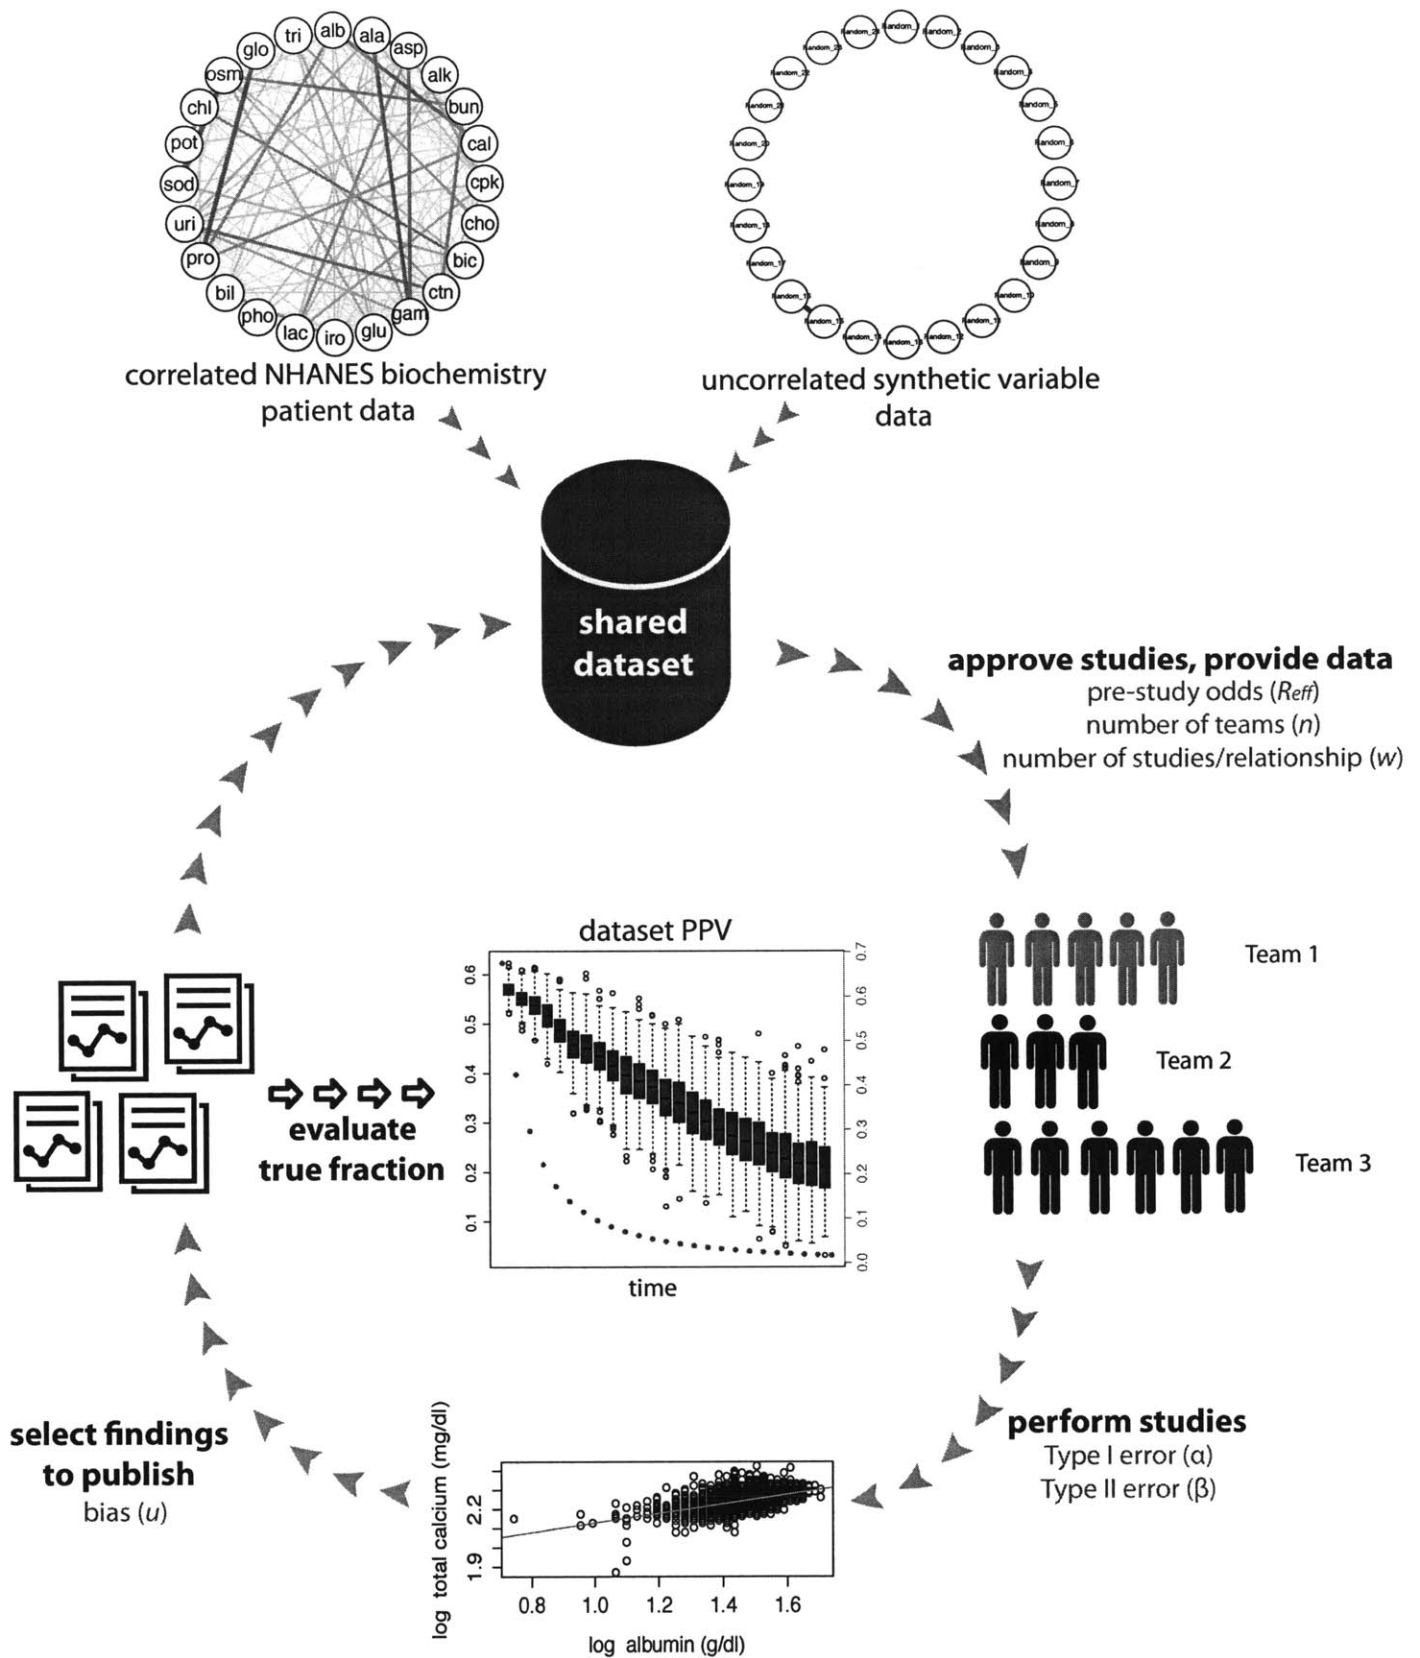 tri
alb
ala
glo
asp
osm
alk
chl
bun
pot
cal
sod
cpk
uri
cho
pro
bic
bil
ctn
pho
gam
lac
iro
glu
correlated NHANES biochemistry
patient data
uncorrelated synthetic variable
data
shared
dataset
approve studies, provide data
pre-study odds (Reff)
number of teams (n)
number of studies/relationship (w)
Team 1
Team 2
Team 3
dataset PPV
0.6
0.5
0.4
0.3
0.2
0.1
0.7
0.6
0.5
0.4
0.3
0.2
0.1
0.0
time
evaluate
true fraction
perform studies
Type I error (α)
Type II error (β)
select findings
to publish
bias (u)
log total calcium (mg/dl)
2.2
1.9
0.8 1.0 1.2 1.4 1.6
log albumin (g/dl)